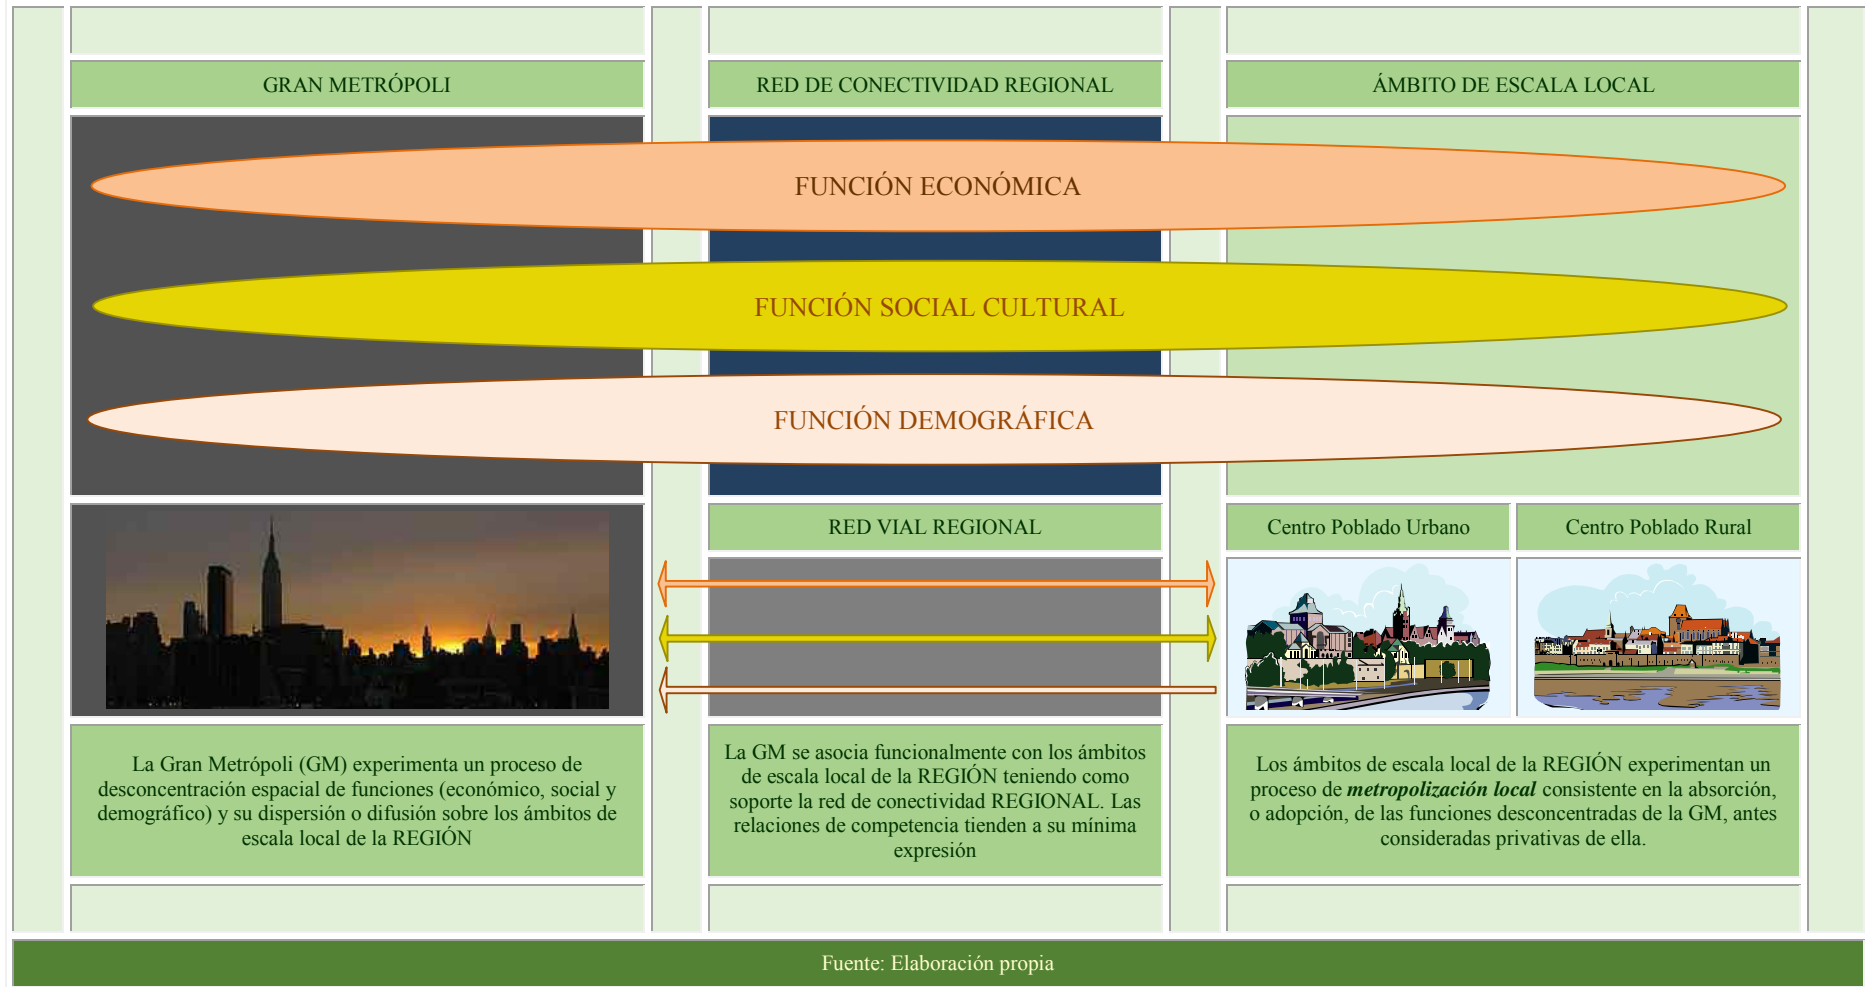 GRAN METRÓPOLI
RED DE CONECTIVIDAD REGIONAL
ÁMBITO DE ESCALA LOCAL
FUNCIÓN ECONÓMICA
FUNCIÓN SOCIAL CULTURAL
FUNCIÓN DEMOGRÁFICA
RED VIAL REGIONAL
Centro Poblado Urbano
Centro Poblado Rural
La Gran Metrópoli (GM) experimenta un proceso de
desconcentración espacial de funciones (económico, social y
demográfico) y su dispersión o difusión sobre los ámbitos de
escala local de la REGIÓN
La GM se asocia funcionalmente con los ámbitos
de escala local de la REGIÓN teniendo como
soporte la red de conectividad REGIONAL. Las
relaciones de competencia tienden a su mínima
expresión
Los ámbitos de escala local de la REGIÓN experimentan un
proceso de metropolización local consistente en la absorción,
o adopción, de las funciones desconcentradas de la GM, antes
consideradas privativas de ella.
Fuente: Elaboración propia